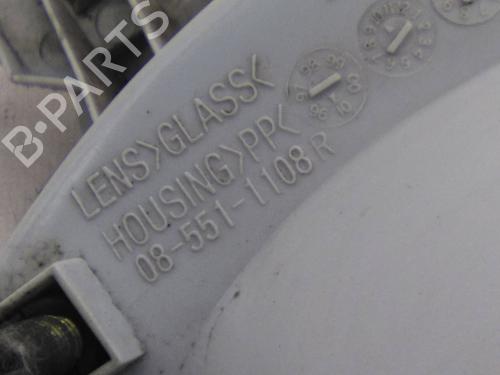 LENS>GLASS<
HOUSING>PP<
08-551-1108 R
B-PARTS